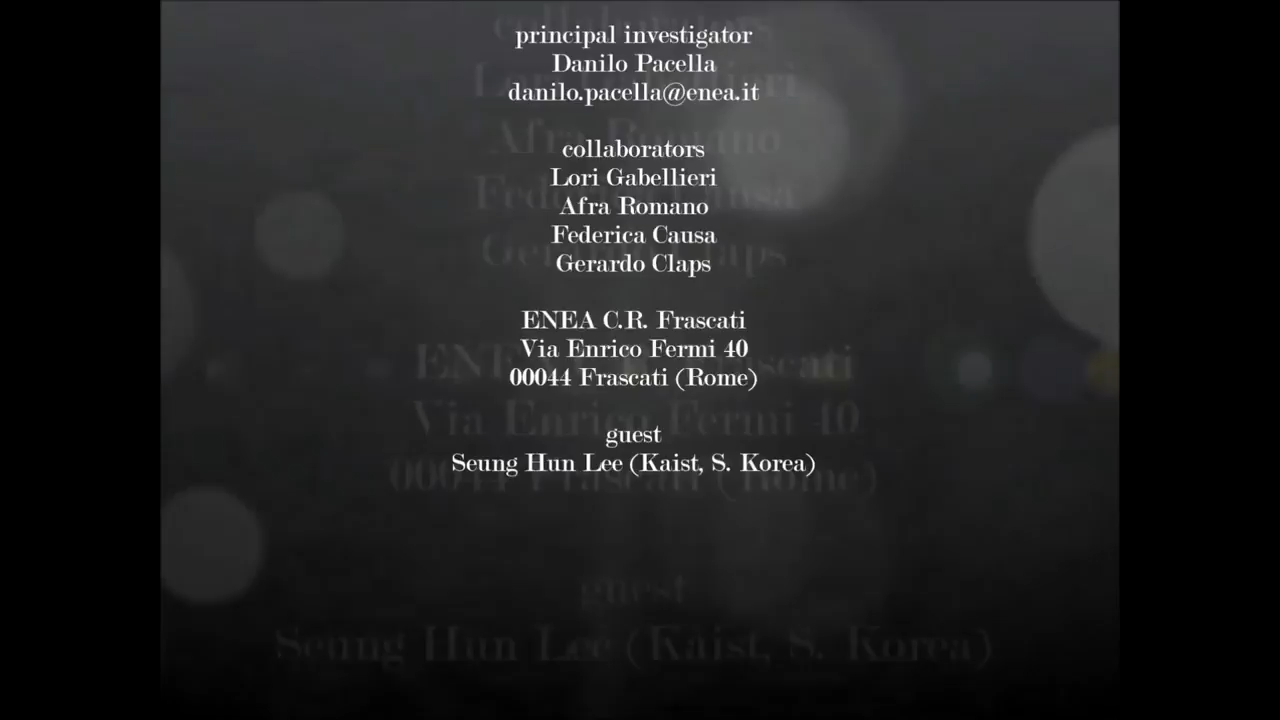 principal investigator
Danilo Pacella
danilo.pacella@enea.it
collaborators
Lori Gabellieri
Afra Romano
Federica Causa
Gerardo Claps
ENEA C.R. Frascati
Via Enrico Fermi 40
00044 Frascati (Rome)
guest
Seung Hun Lee (Kaist, S. Korea)